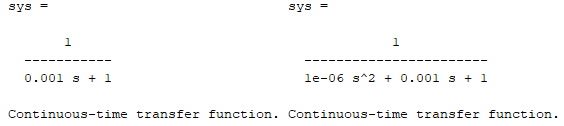 sys =
1
-----------
0.001 s + 1
Continuous-time transfer function.
sys =
1
-----------------------
1e-06 s^2 + 0.001 s + 1
Continuous-time transfer function.